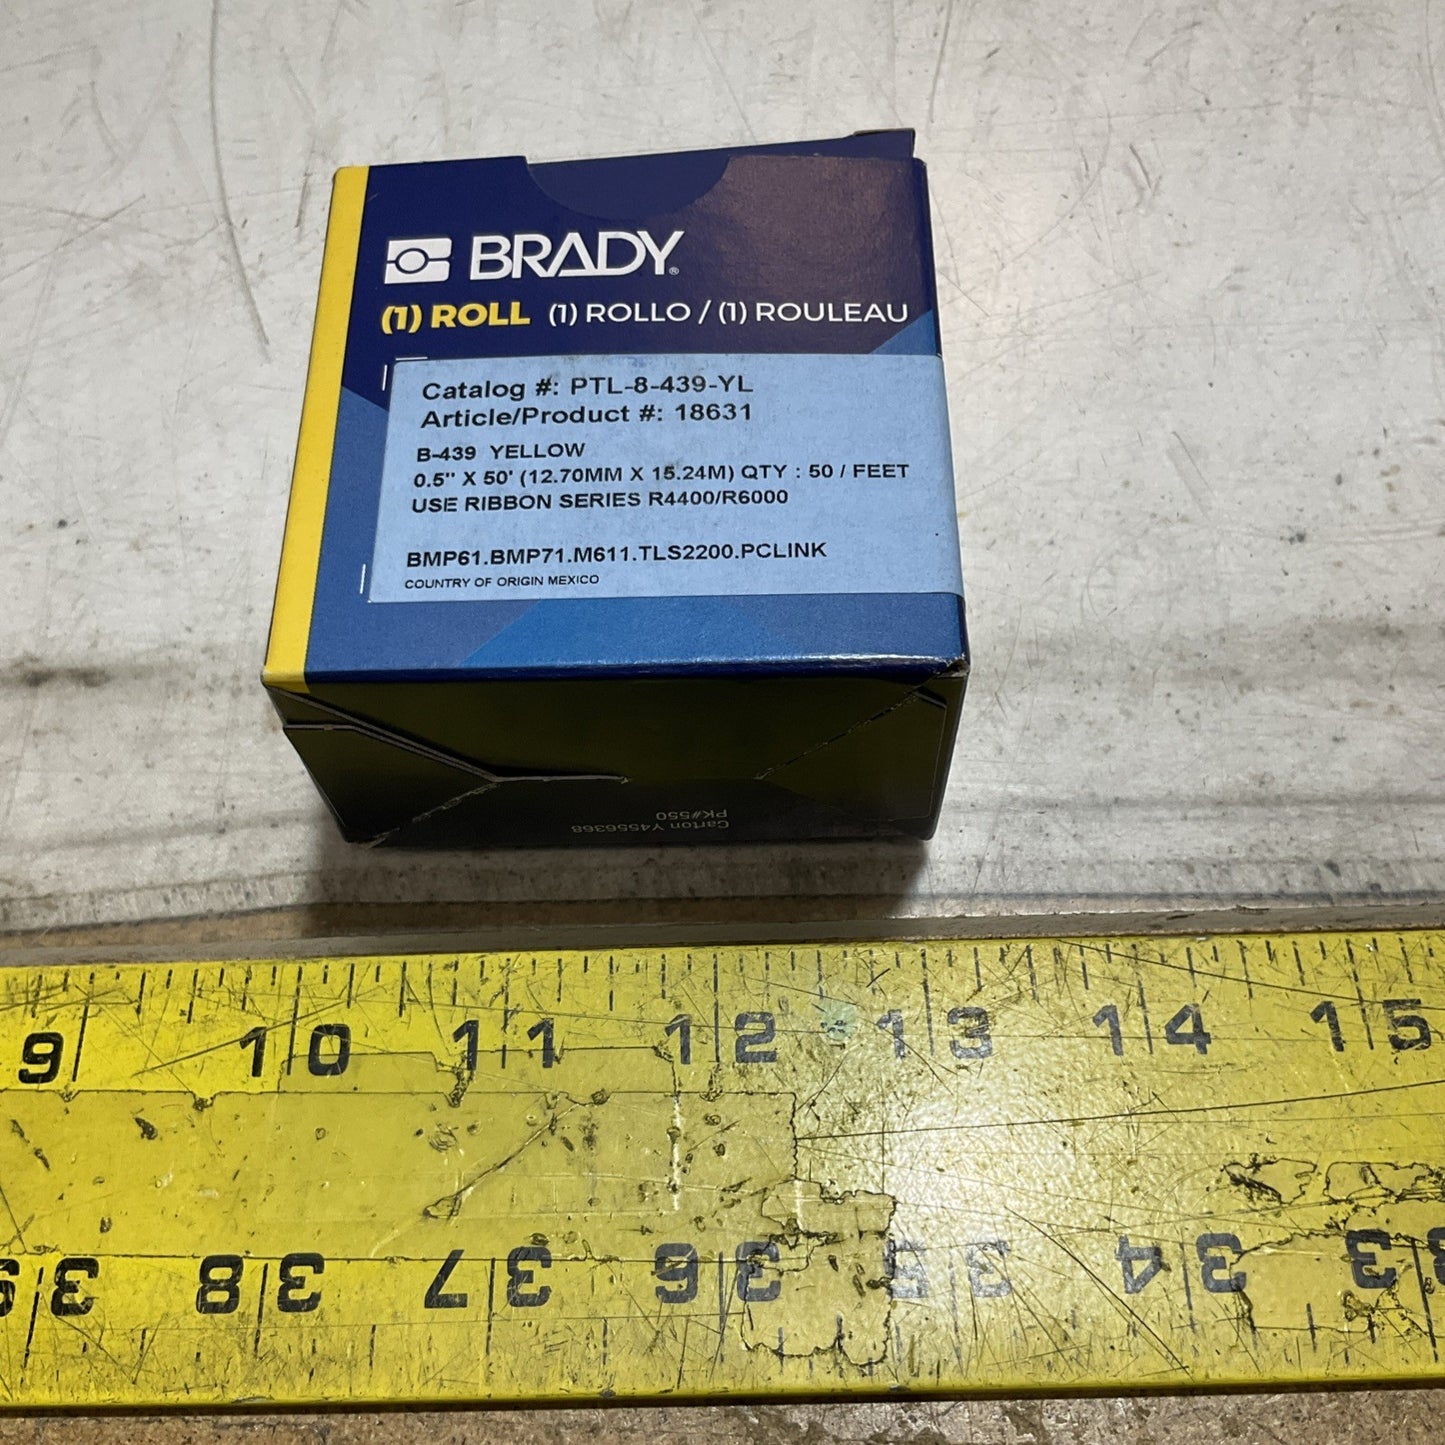 BRADY®
(1) ROLL (1) ROLLO / (1) ROULEAU
Catalog #: PTL-8-439-YL
Article/Product #: 18631
B-439 YELLOW
0.5" X 50' (12.70MM X 15.24M) QTY : 50 / FEET
USE RIBBON SERIES R4400/R6000
BMP61.BMP71.M611.TLS2200.PCLINK
COUNTRY OF ORIGIN MEXICO
Carton Y4556368
PK#550
9 10 11 12 13 14 15
39 38 37 36 35 34 33